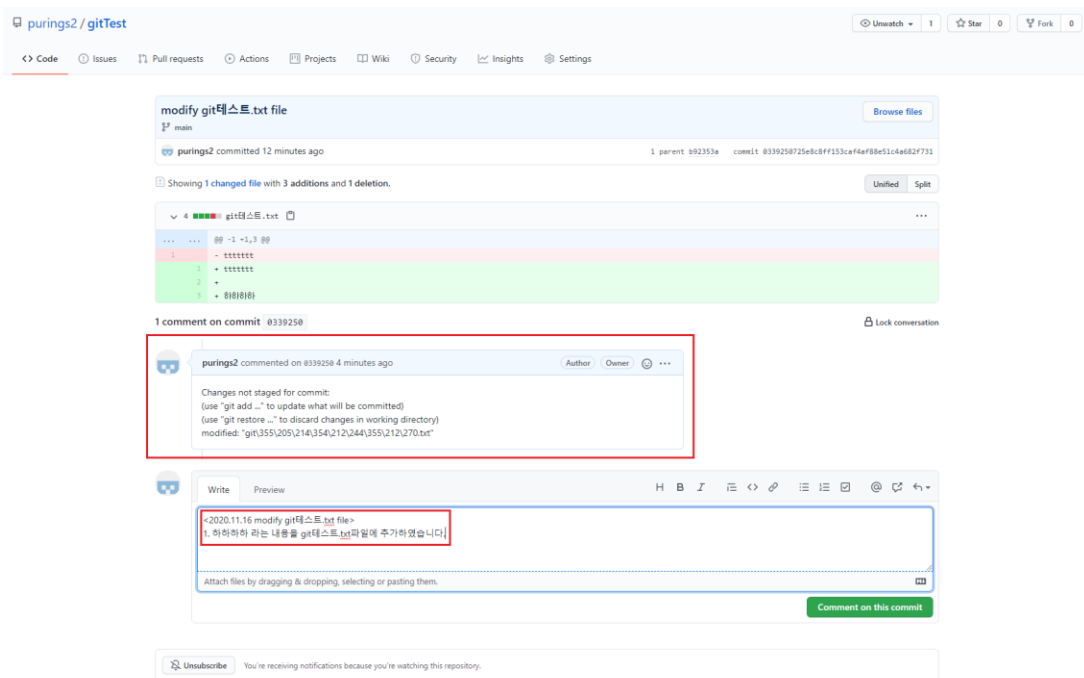 purings2 / gitTest
Unwatch 1 Star 0 Fork 0
Code Issues Pull requests Actions Projects Wiki Security Insights Settings
modify git테스트.txt file
Browse files
main
purings2 committed 12 minutes ago
1 parent b92353a commit 0339250725e8c8ff153caf4af88e51c4a682f731
Showing 1 changed file with 3 additions and 1 deletion.
Unified Split
4 git테스트.txt ...
... ... @@ -1 +1,3 @@
1 - ttttttt
1 + ttttttt
2 +
3 + 하하하하
1 comment on commit 0339250
Lock conversation
purings2 commented on 0339250 4 minutes ago
Author Owner ...
Changes not staged for commit:
(use "git add ..." to update what will be committed)
(use "git restore ..." to discard changes in working directory)
modified: "git\355\205\214\354\212\244\355\212\270.txt"
Write Preview
H B I
<2020.11.16 modify git테스트.txt file>
1. 하하하하 라는 내용을 git테스트.txt파일에 추가하였습니다.
Attach files by dragging & dropping, selecting or pasting them.
Comment on this commit
Unsubscribe You're receiving notifications because you're watching this repository.